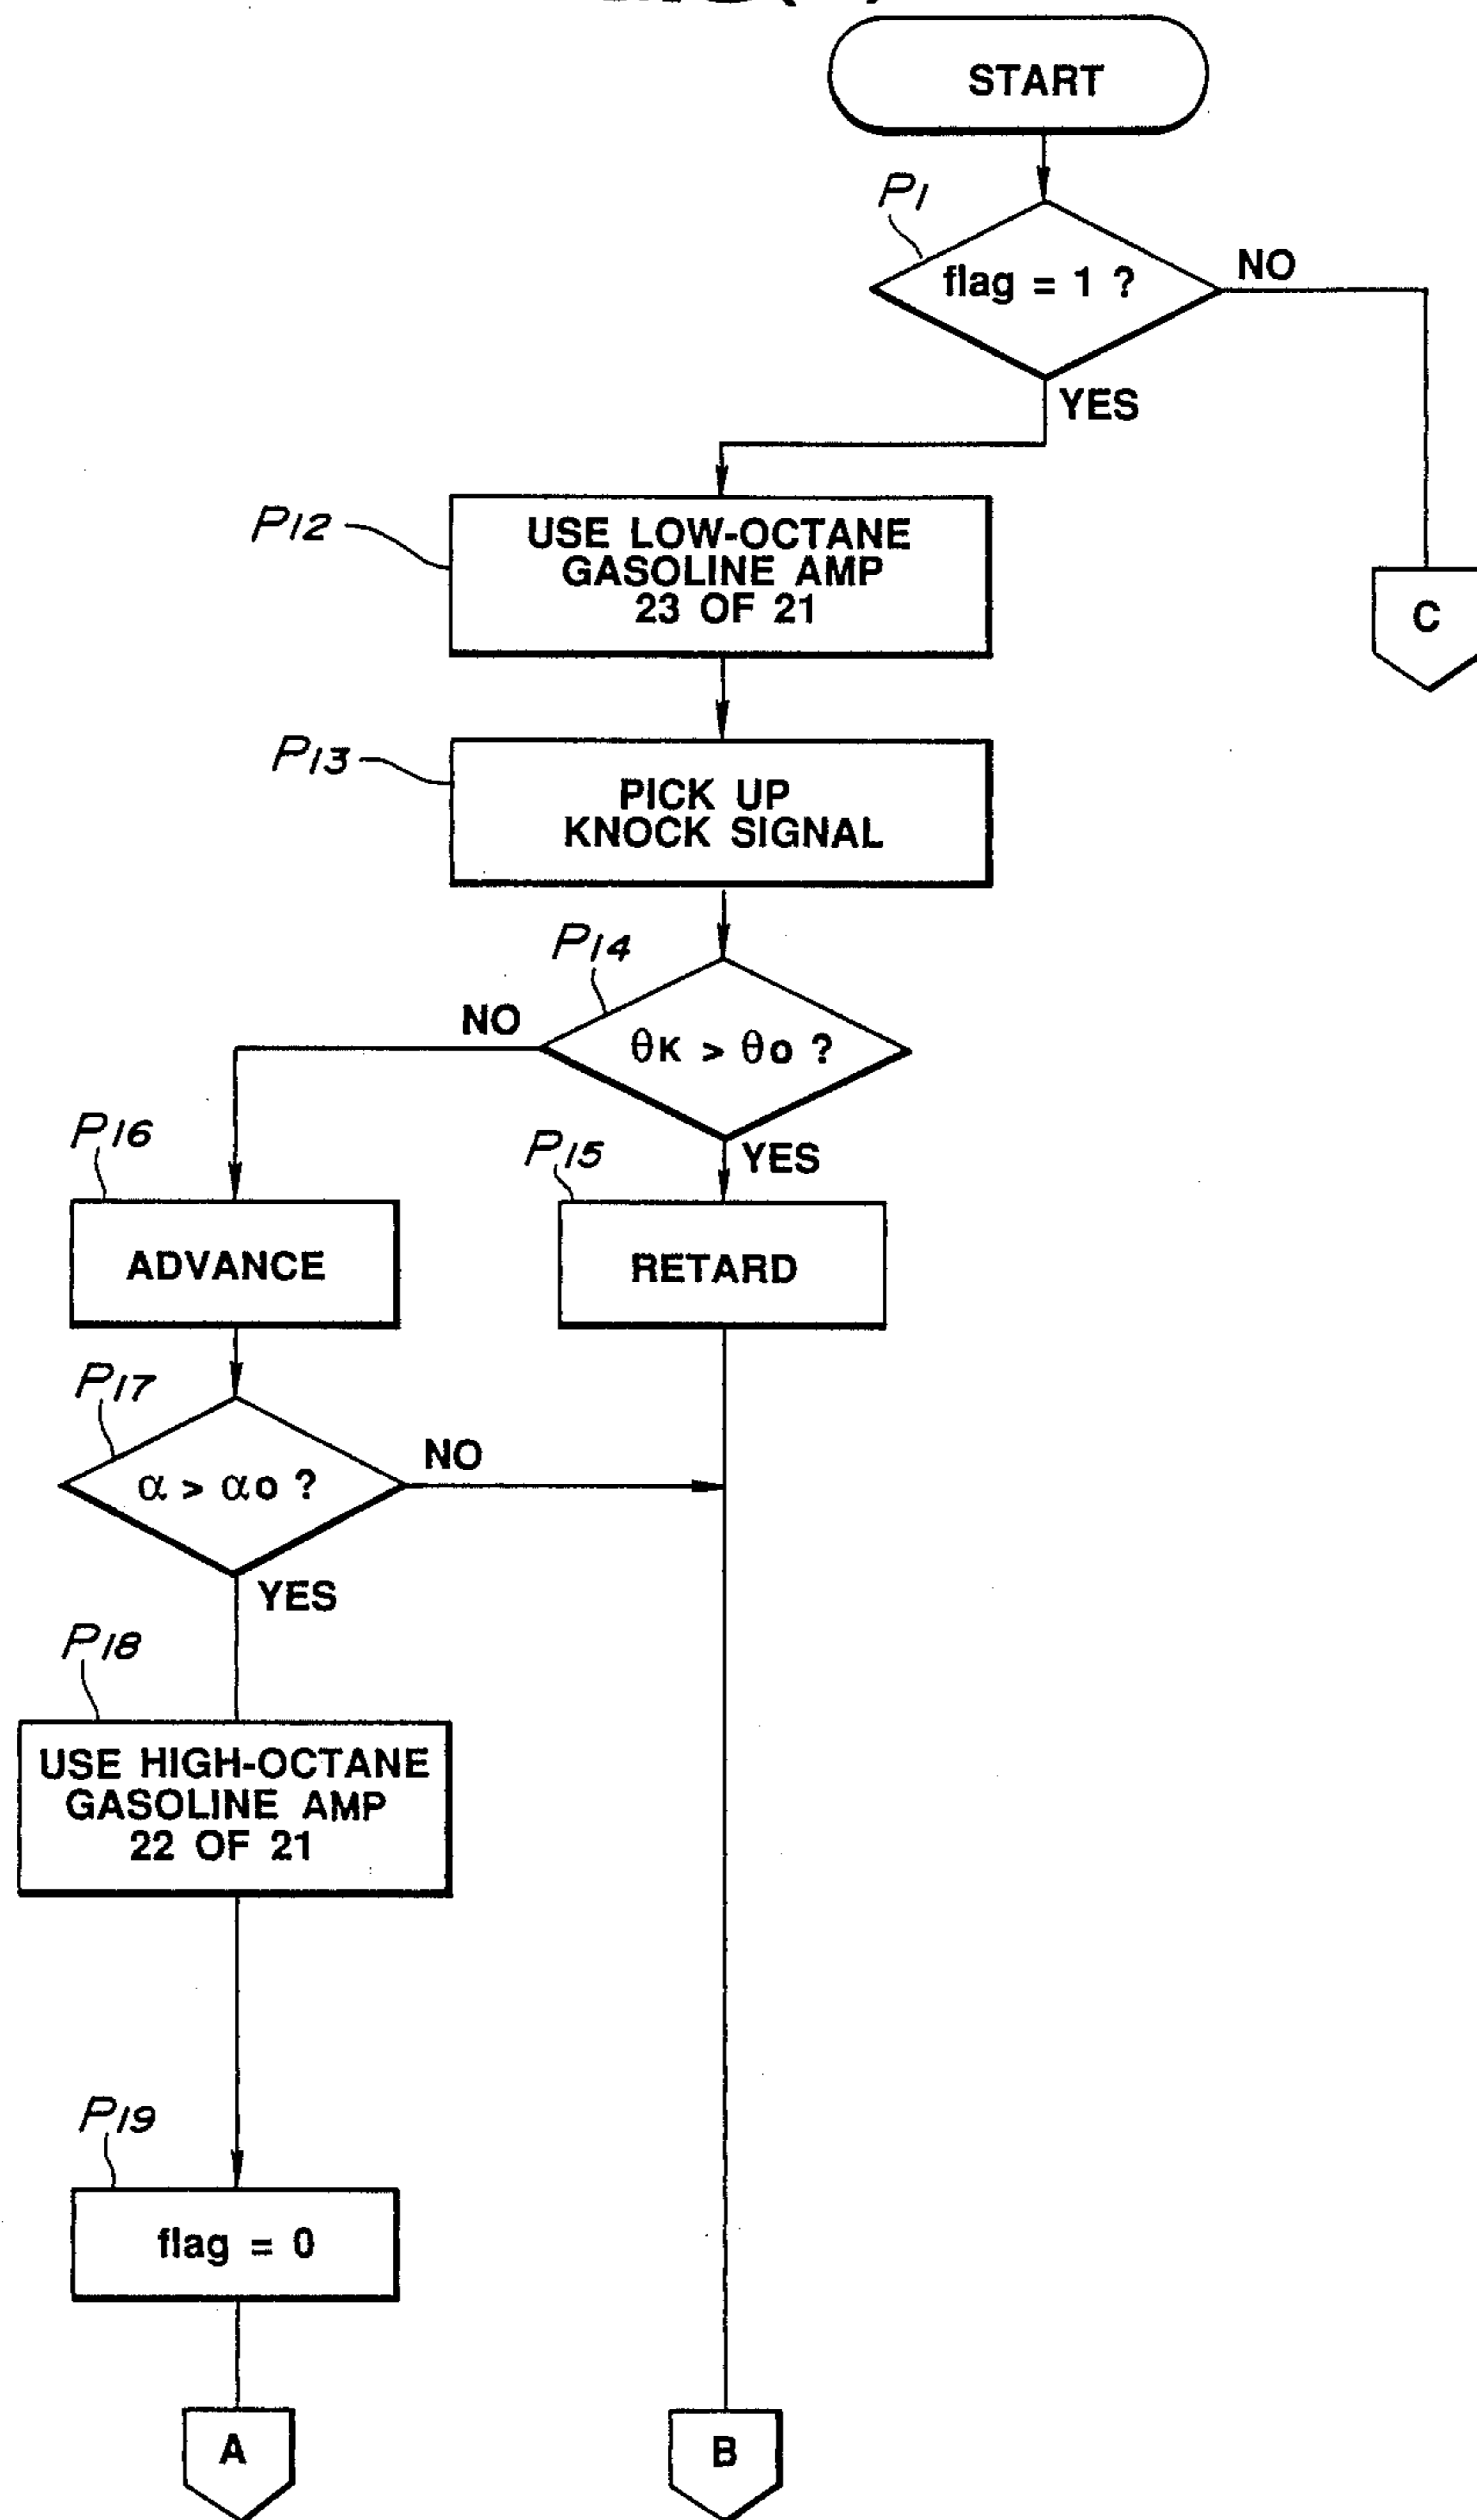 START
P1
flag = 1 ?
NO
YES
P12
USE LOW-OCTANE
GASOLINE AMP
23 OF 21
C
P13
PICK UP
KNOCK SIGNAL
P14
NO
θK > θo ?
P16
P15
YES
ADVANCE
RETARD
P17
NO
α > αo ?
YES
P18
USE HIGH-OCTANE
GASOLINE AMP
22 OF 21
P19
flag = 0
A
B